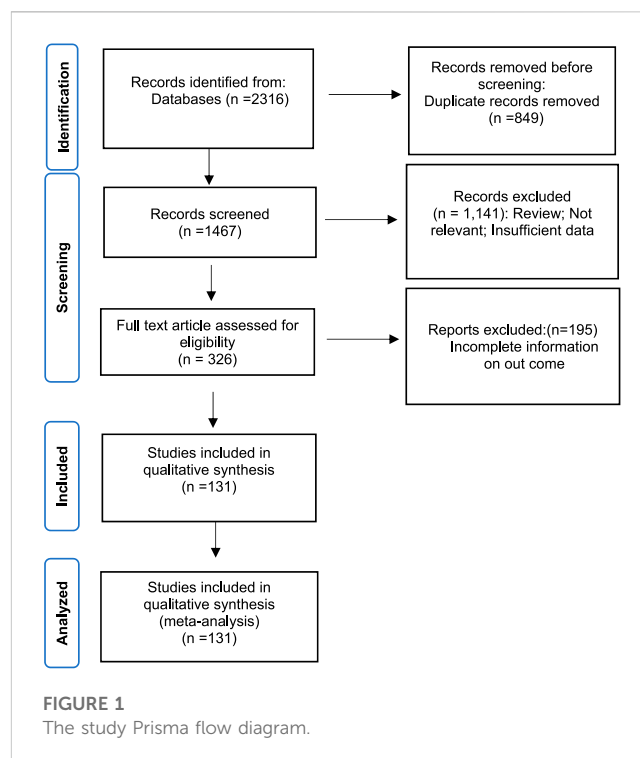 Identification
Records identified from:
Databases (n =2316)
Records removed before
screening:
Duplicate records removed
(n =849)
Screening
Records screened
(n =1467)
Records excluded
(n = 1,141): Review; Not
relevant; Insufficient data
Full text article assessed for
eligibility
(n = 326)
Reports excluded:(n=195)
Incomplete information
on out come
Included
Studies included in
qualitative synthesis
(n =131)
Analyzed
Studies included in
qualitative synthesis
(meta-analysis)
(n =131)
FIGURE 1
The study Prisma flow diagram.